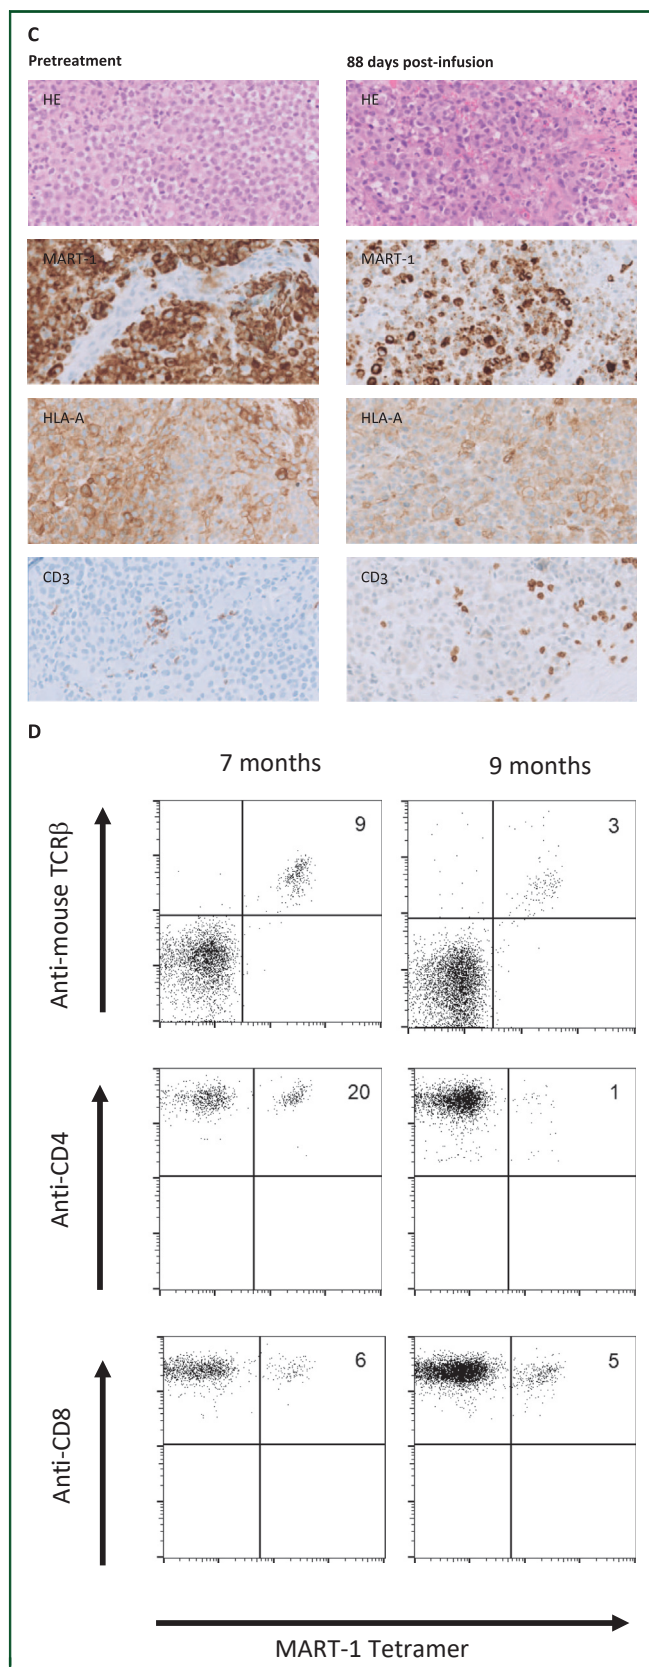 C
Pretreatment
88 days post-infusion
HE
HE
MART-1
MART-1
HLA-A
HLA-A
CD3
CD3
D
7 months
9 months
Anti-mouse TCRβ
9
3
Anti-CD4
20
1
Anti-CD8
6
5
MART-1 Tetramer